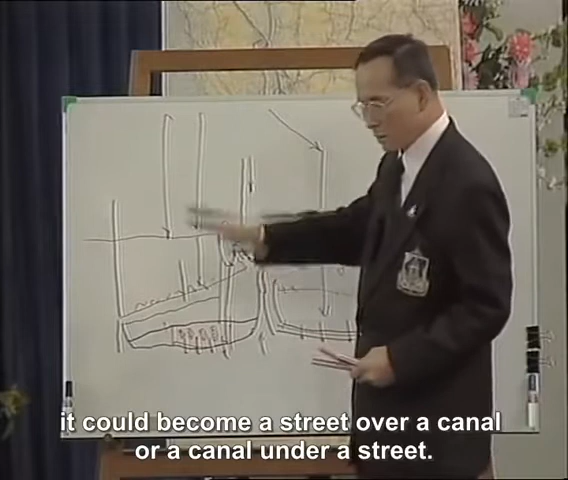 it could become a street over a canal
or a canal under a street.